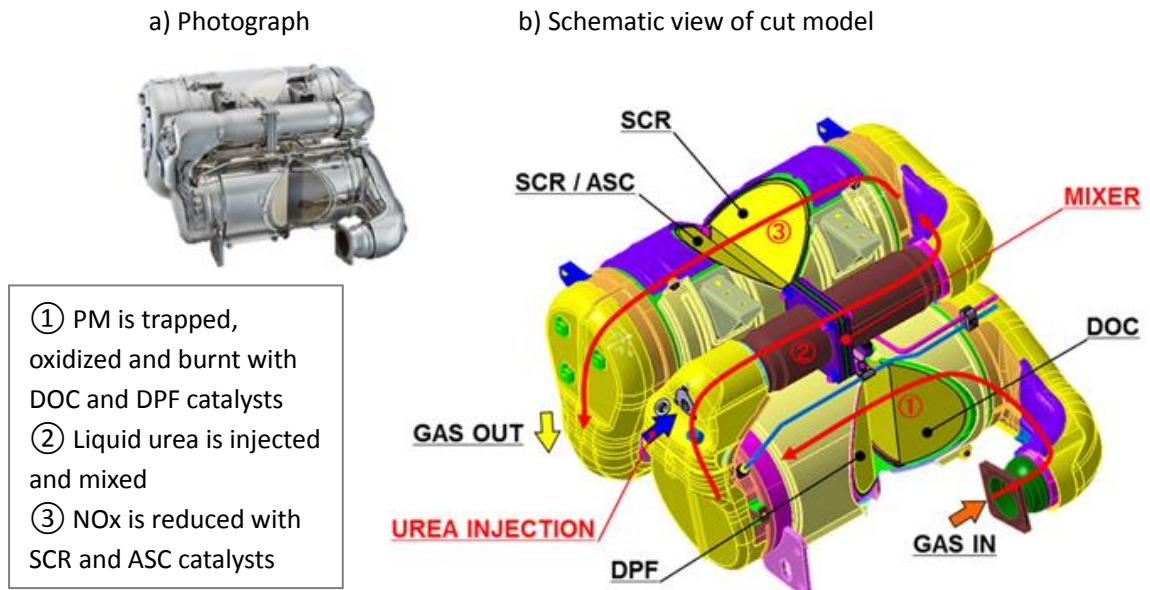 a) Photograph
b) Schematic view of cut model
SCR
SCR / ASC
MIXER
③
DOC
②
①
GAS OUT
UREA INJECTION
GAS IN
DPF
① PM is trapped,
oxidized and burnt with
DOC and DPF catalysts
② Liquid urea is injected
and mixed
③ NOx is reduced with
SCR and ASC catalysts